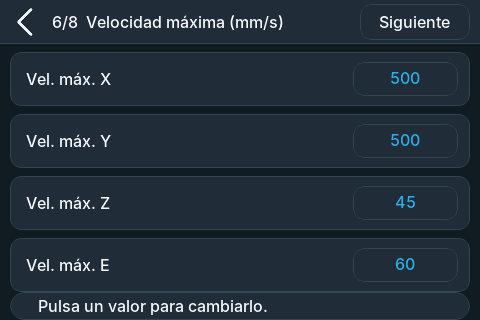 6/8 Velocidad máxima (mm/s)
Siguiente
Vel. máx. X
500
Vel. máx. Y
500
Vel. máx. Z
45
Vel. máx. E
60
Pulsa un valor para cambiarlo.